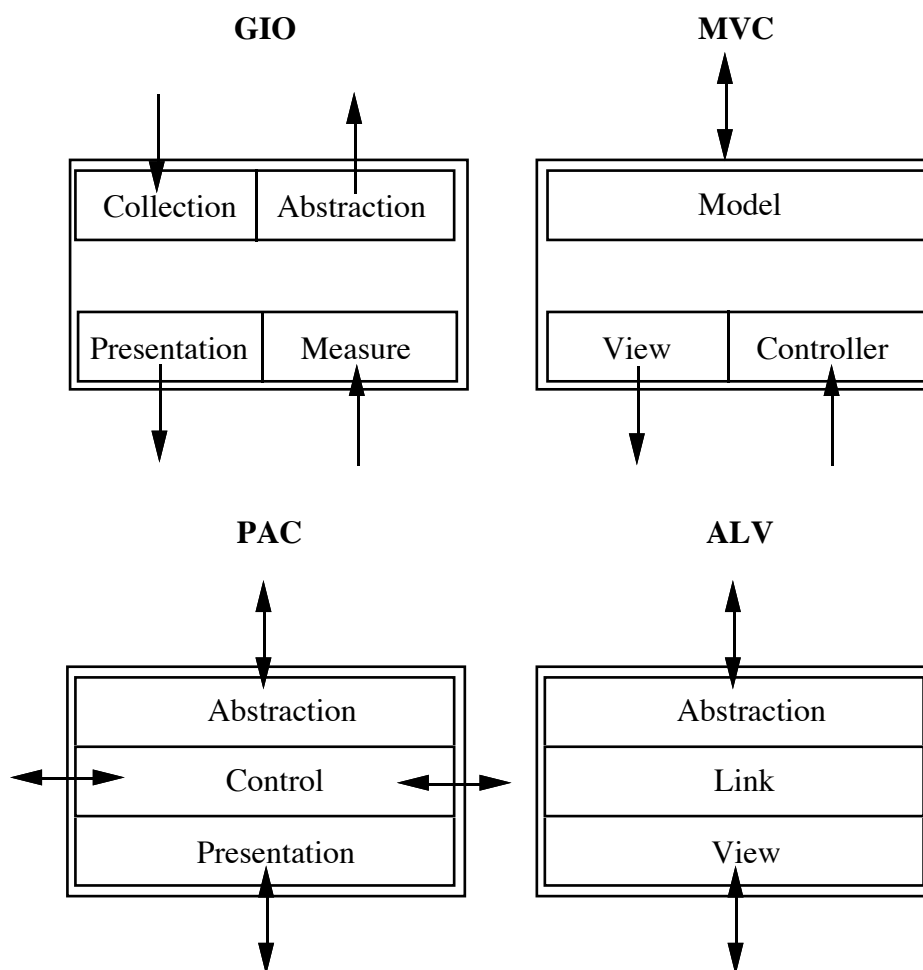 GIO
MVC
Collection
Abstraction
Model
Presentation
Measure
View
Controller
PAC
ALV
Abstraction
Control
Presentation
Abstraction
Link
View